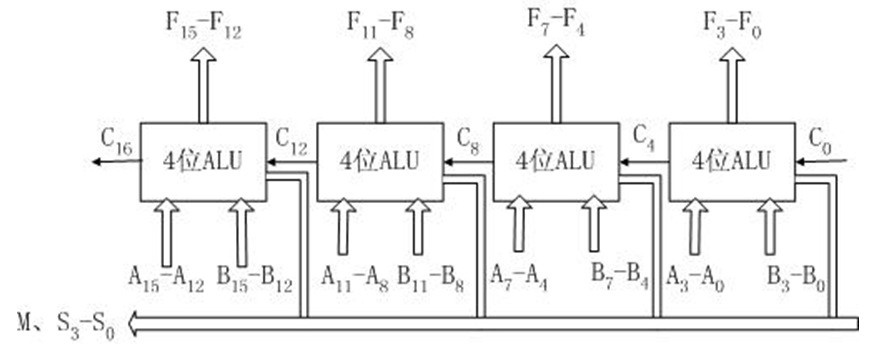 F₁₅-F₁₂ F₁₁-F₈ F₇-F₄ F₃-F₀
C₁₆ 4位ALU C₁₂ 4位ALU C₈ 4位ALU C₄ 4位ALU C₀
A₁₅-A₁₂ B₁₅-B₁₂ A₁₁-A₈ B₁₁-B₈ A₇-A₄ B₇-B₄ A₃-A₀ B₃-B₀
M、S₃-S₀